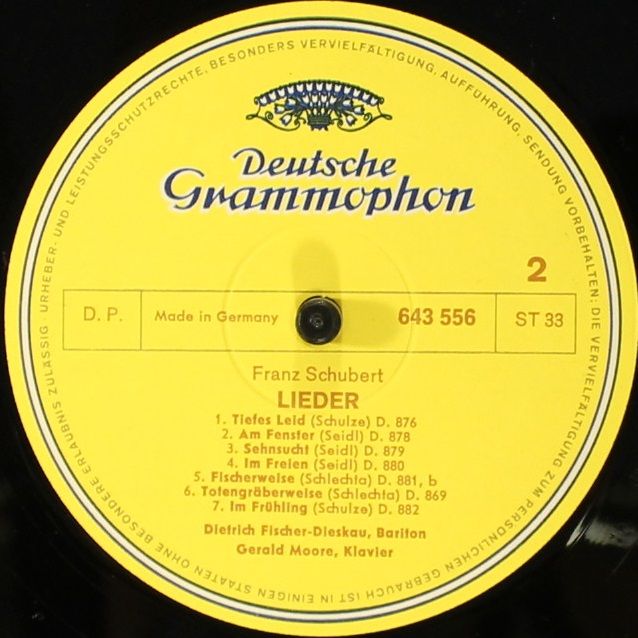 URHEBER- UND LEISTUNGSSCHUTZRECHTE, BESONDERS VERVIELFÄLTIGUNG, AUFFÜHRUNG, SENDUNG VORBEHALTEN; DIE VERVIELFÄLTIGUNG ZUM PERSÖNLICHEN GEBRAUCH IST IN EINIGEN STAATEN OHNE BESONDERE ERLAUBNIS ZULÄSSIG ·
Deutsche
Grammophon
2
D. P.
Made in Germany
643 556
ST 33
Franz Schubert
LIEDER
1. Tiefes Leid (Schulze) D. 876
2. Am Fenster (Seidl) D. 878
3. Sehnsucht (Seidl) D. 879
4. Im Freien (Seidl) D. 880
5. Fischerweise (Schlechta) D. 881, b
6. Totengräberweise (Schlechta) D. 869
7. Im Frühling (Schulze) D. 882
Dietrich Fischer-Dieskau, Bariton
Gerald Moore, Klavier